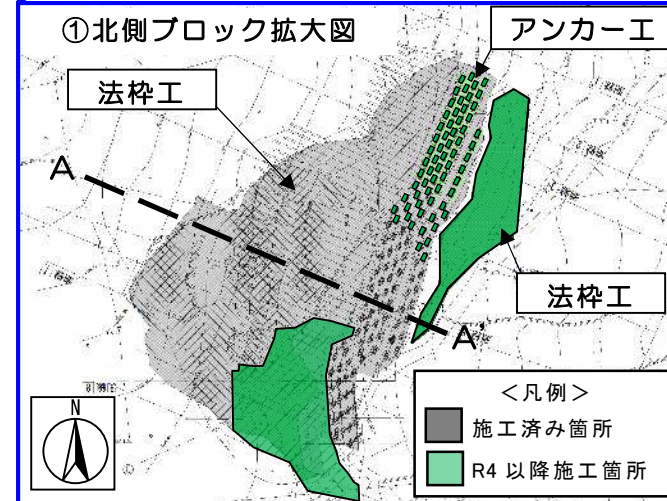 ①北側ブロック拡大図
アンカー工
法枠工
A
法枠工
A
N
<凡例>
施工済み箇所
R4 以降施工箇所